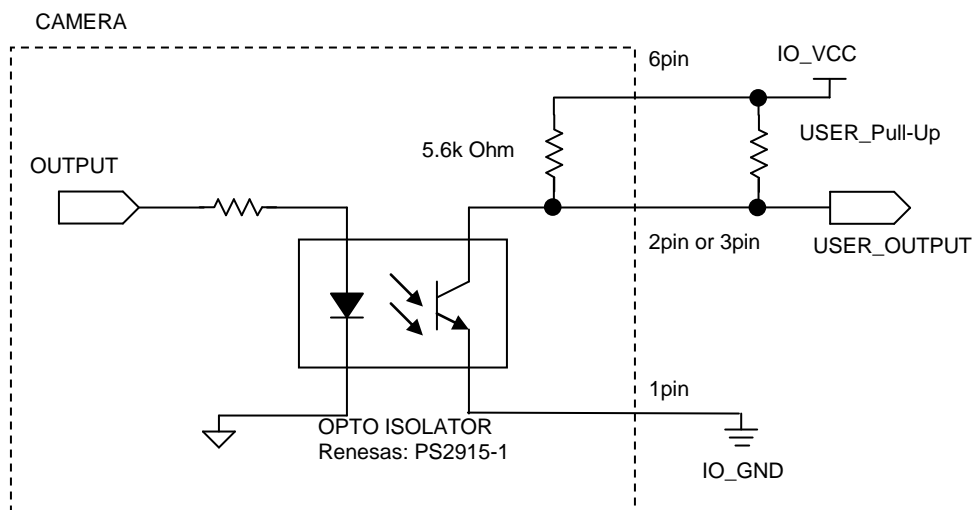 CAMERA
6pin
IO_VCC
5.6k Ohm
USER_Pull-Up
OUTPUT
2pin or 3pin
USER_OUTPUT
1pin
OPTO ISOLATOR
Renesas: PS2915-1
IO_GND